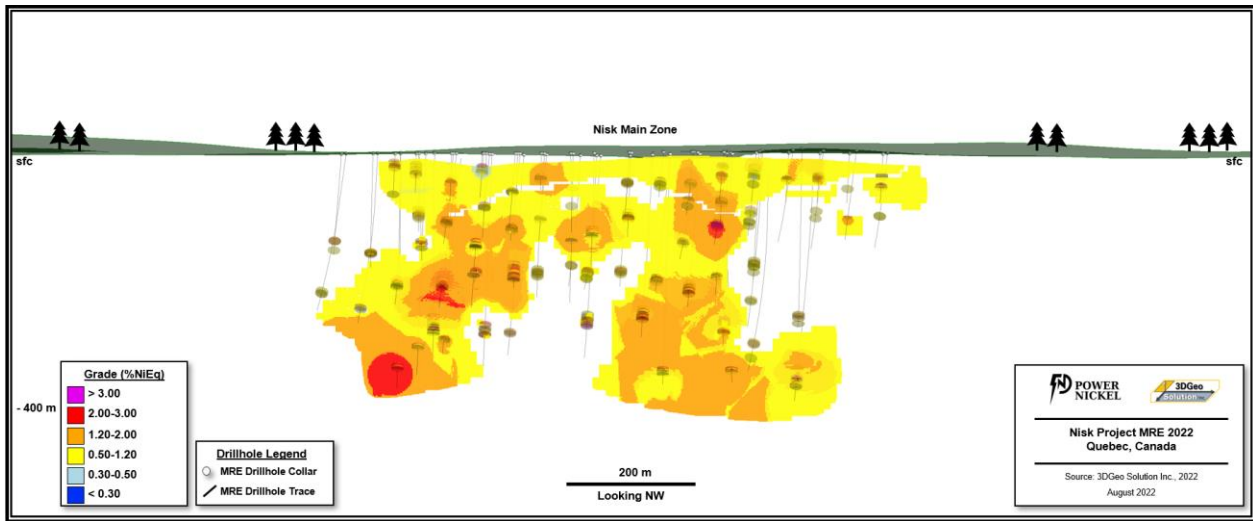 Nisk Main Zone
sfc
sfc
- 400 m
Grade (%NiEq)
> 3.00
2.00-3.00
1.20-2.00
0.50-1.20
0.30-0.50
< 0.30
Drillhole Legend
MRE Drillhole Collar
MRE Drillhole Trace
200 m
Looking NW
POWER
NICKEL
3DGeo
Solution Inc.
Nisk Project MRE 2022
Quebec, Canada
Source: 3DGeo Solution Inc., 2022
August 2022